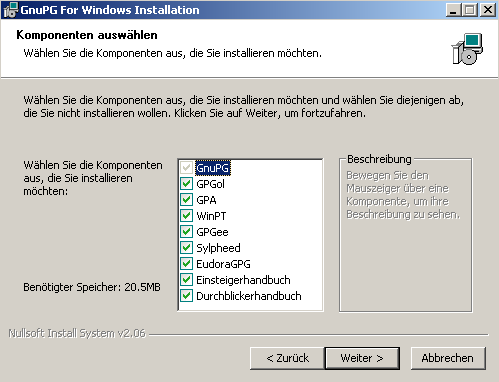 GnuPG For Windows Installation
Komponenten auswählen
Wählen Sie die Komponenten aus, die Sie installieren möchten.
Wählen Sie die Komponenten aus, die Sie installieren möchten und wählen Sie diejenigen ab,
die Sie nicht installieren wollen. Klicken Sie auf Weiter, um fortzufahren.
Wählen Sie die Komponenten
aus, die Sie installieren
möchten:
GnuPG
GPGol
GPA
WinPT
GPGee
Sylpheed
EudoraGPG
Einsteigerhandbuch
Durchblickerhandbuch
Beschreibung
Bewegen Sie den
Mauszeiger über eine
Komponente, um ihre
Beschreibung zu sehen.
Benötigter Speicher: 20.5MB
Nullsoft Install System v2.06
< Zurück
Weiter >
Abbrechen